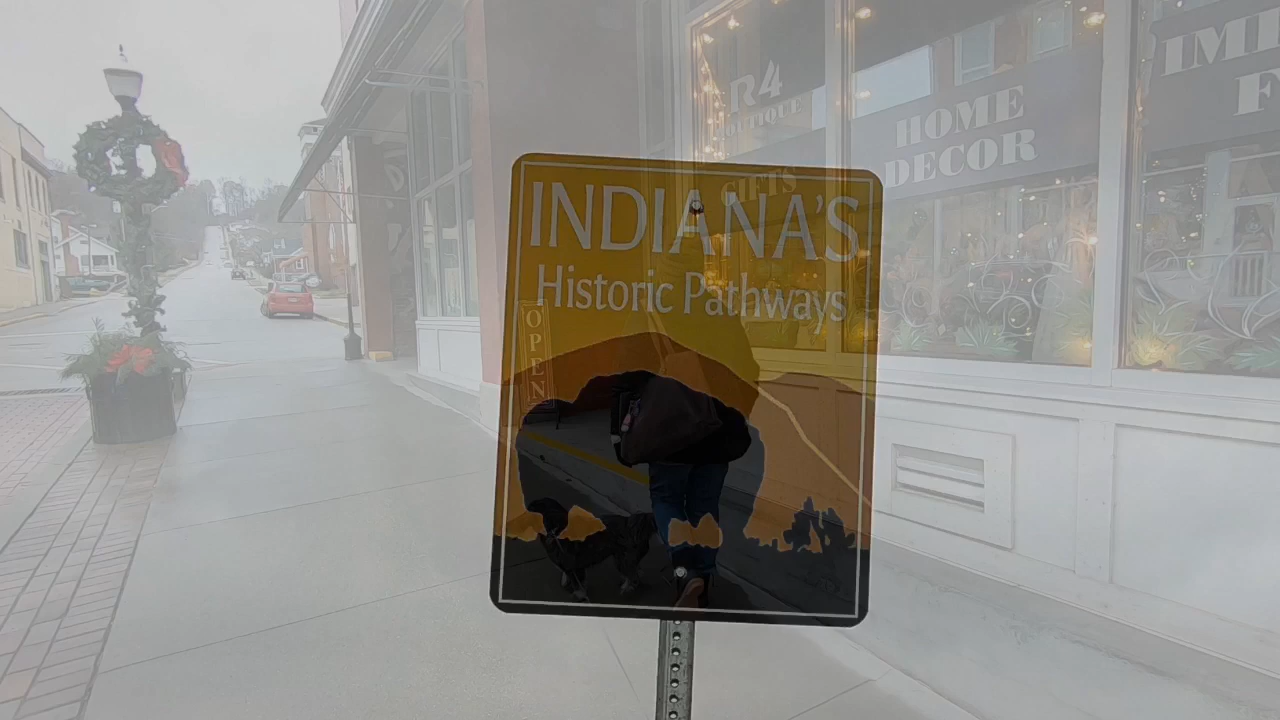 R4
BOUTIQUE
HOME
DECOR
GIFTS
INDIANA'S
Historic Pathways
OPEN